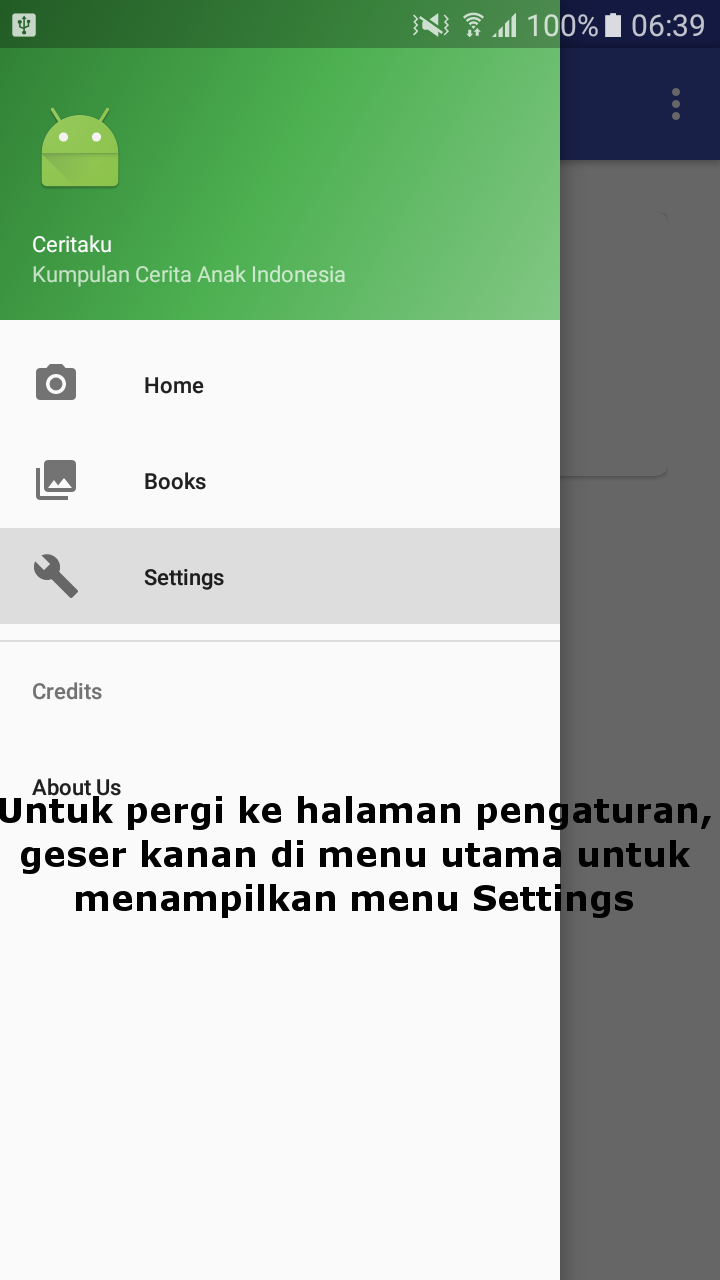 100% 06:39
Ceritaku
Kumpulan Cerita Anak Indonesia
Home
Books
Settings
Credits
About Us
Untuk pergi ke halaman pengaturan,
geser kanan di menu utama untuk
menampilkan menu Settings